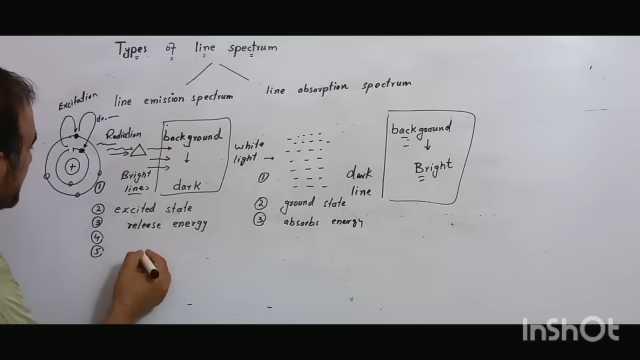 Types of line spectrum
line emission spectrum
line absorption spectrum
Excitation
de...
Radiation
background
dark
Bright
lines
+
①
② excited state
③ release energy
④
⑤
white
light →
①
dark
line
background
Bright
② ground state
③ absorbs energy
InShOt